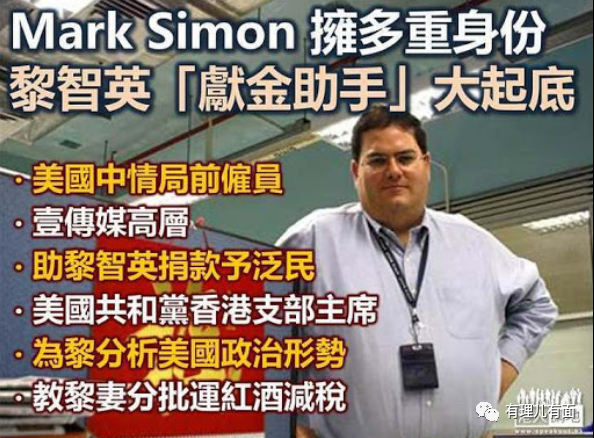 Mark Simon 擁多重身份
黎智英「獻金助手」大起底
· 美國中情局前僱員
· 壹傳媒高層
· 助黎智英捐款予泛民
· 美國共和黨香港支部主席
· 為黎分析美國政治形勢
· 教黎妻分批運紅酒減稅
有理儿有面